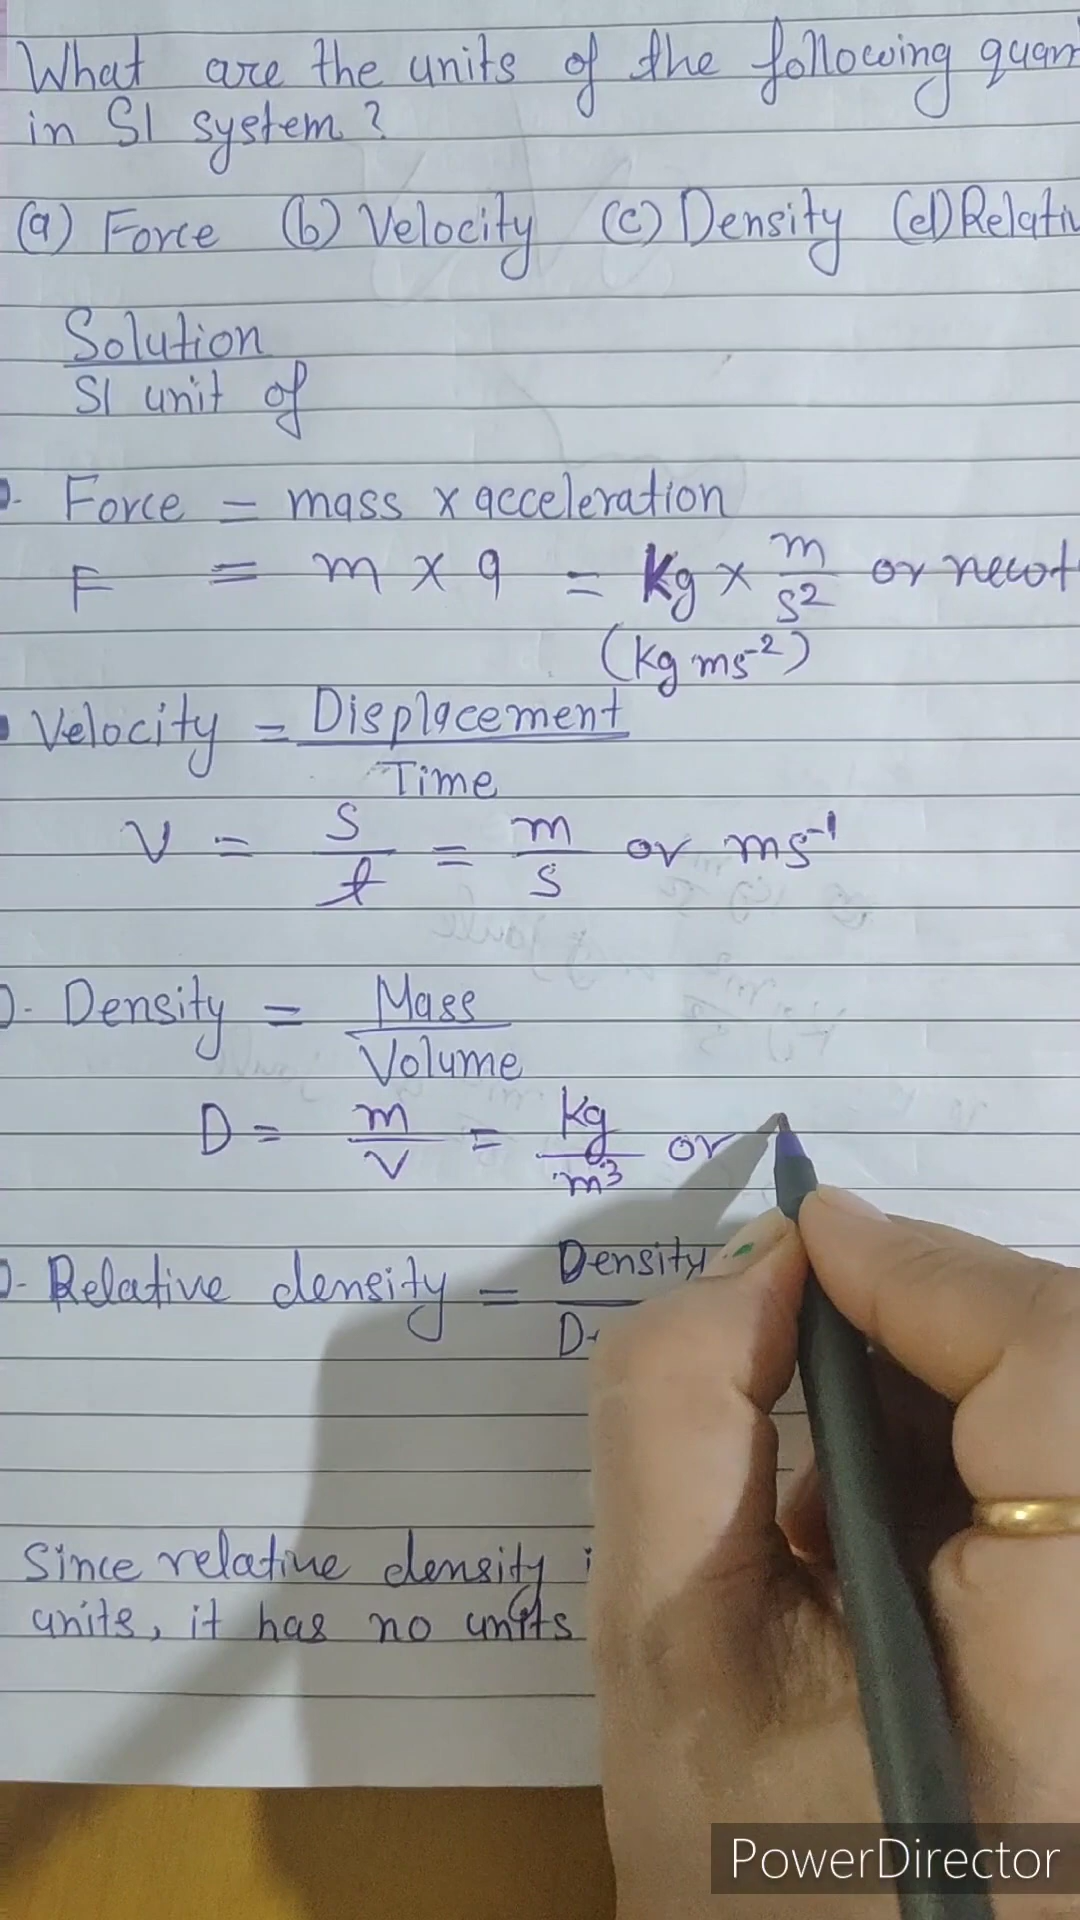 What are the units of the following quan
in SI system?
(a) Force (b) Velocity (c) Density (d) Relativ
Solution
SI unit of
Force = mass x acceleration
F = m x a = kg x m/s² or newt
(kg ms⁻²)
Velocity = Displacement
Time
V = s/t = m/s or ms⁻¹
Density = Mass
Volume
D = m/v = kg/m³ or
Relative density = Density
De
Since relative density i
units, it has no units
PowerDirector